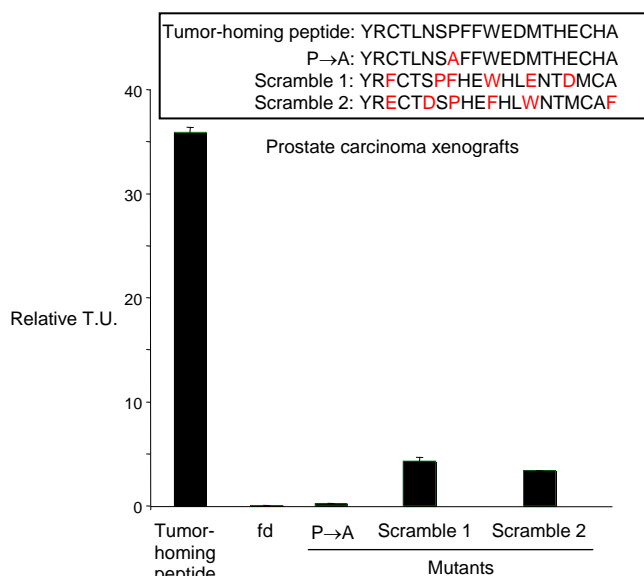 Tumor-homing peptide: YRCTLNSPFFWEDMTHECHA
P→A: YRCTLNSAFFWEDMTHECHA
Scramble 1: YRFCTSPFHEWHLENTDMCA
Scramble 2: YRECTDSPHEFHLWNTMCAF
Prostate carcinoma xenografts
Relative T.U.
40
30
20
10
0
Tumor-
homing
peptide
fd
P→A
Scramble 1
Scramble 2
Mutants